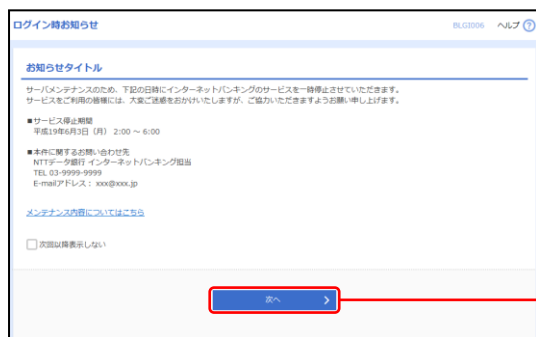 ログイン時お知らせ
BLGI006 ヘルプ ?
お知らせタイトル
サーバメンテナンスのため、下記の日時にインターネットバンキングのサービスを一時停止させていただきます。
サービスをご利用の皆様には、大変ご迷惑をおかけいたしますが、ご協力いただきますようお願い申し上げます。
■サービス停止期間
平成19年6月3日（月） 2:00 ～ 6:00
■本件に関するお問い合わせ先
NTTデータ銀行 インターネットバンキング担当
TEL 03-9999-9999
E-mailアドレス： xxx@xxx.jp
メンテナンス内容についてはこちら
次回以降表示しない
次へ